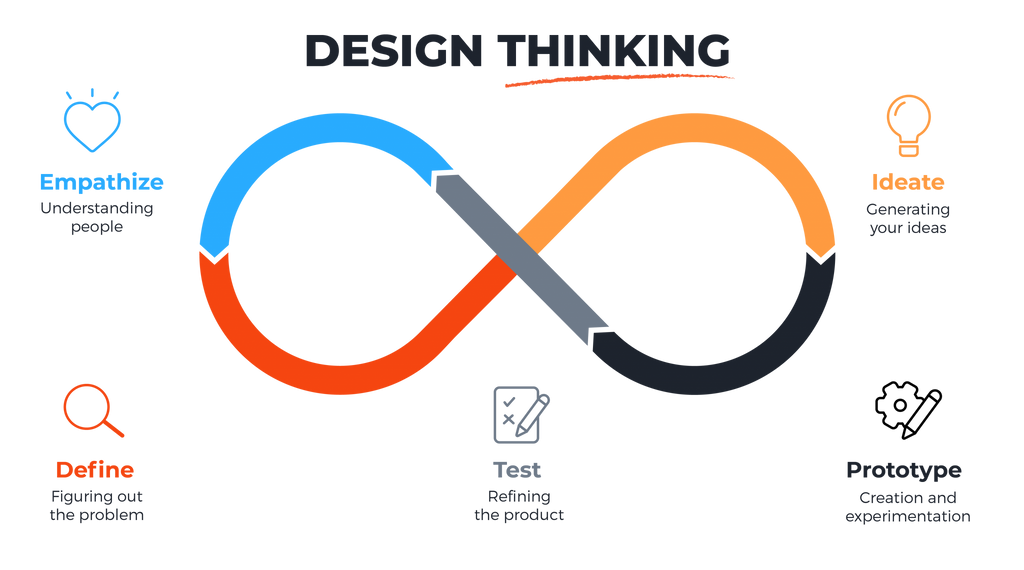 DESIGN THINKING
Empathize
Understanding
people
Ideate
Generating
your ideas
Define
Figuring out
the problem
Test
Refining
the product
Prototype
Creation and
experimentation